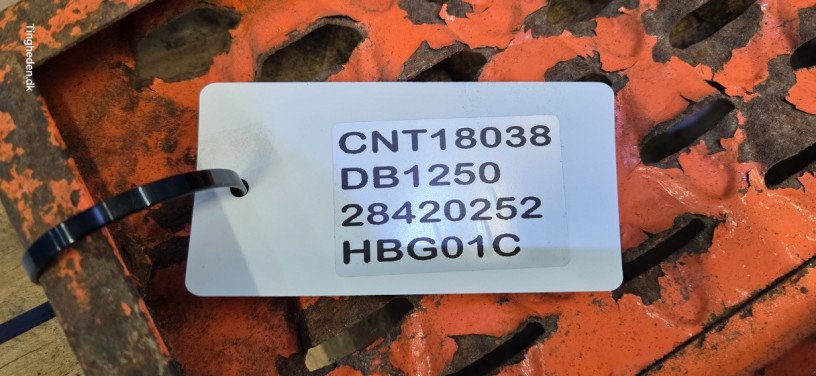 Tingheden.dk
CNT18038
DB1250
28420252
HBG01C